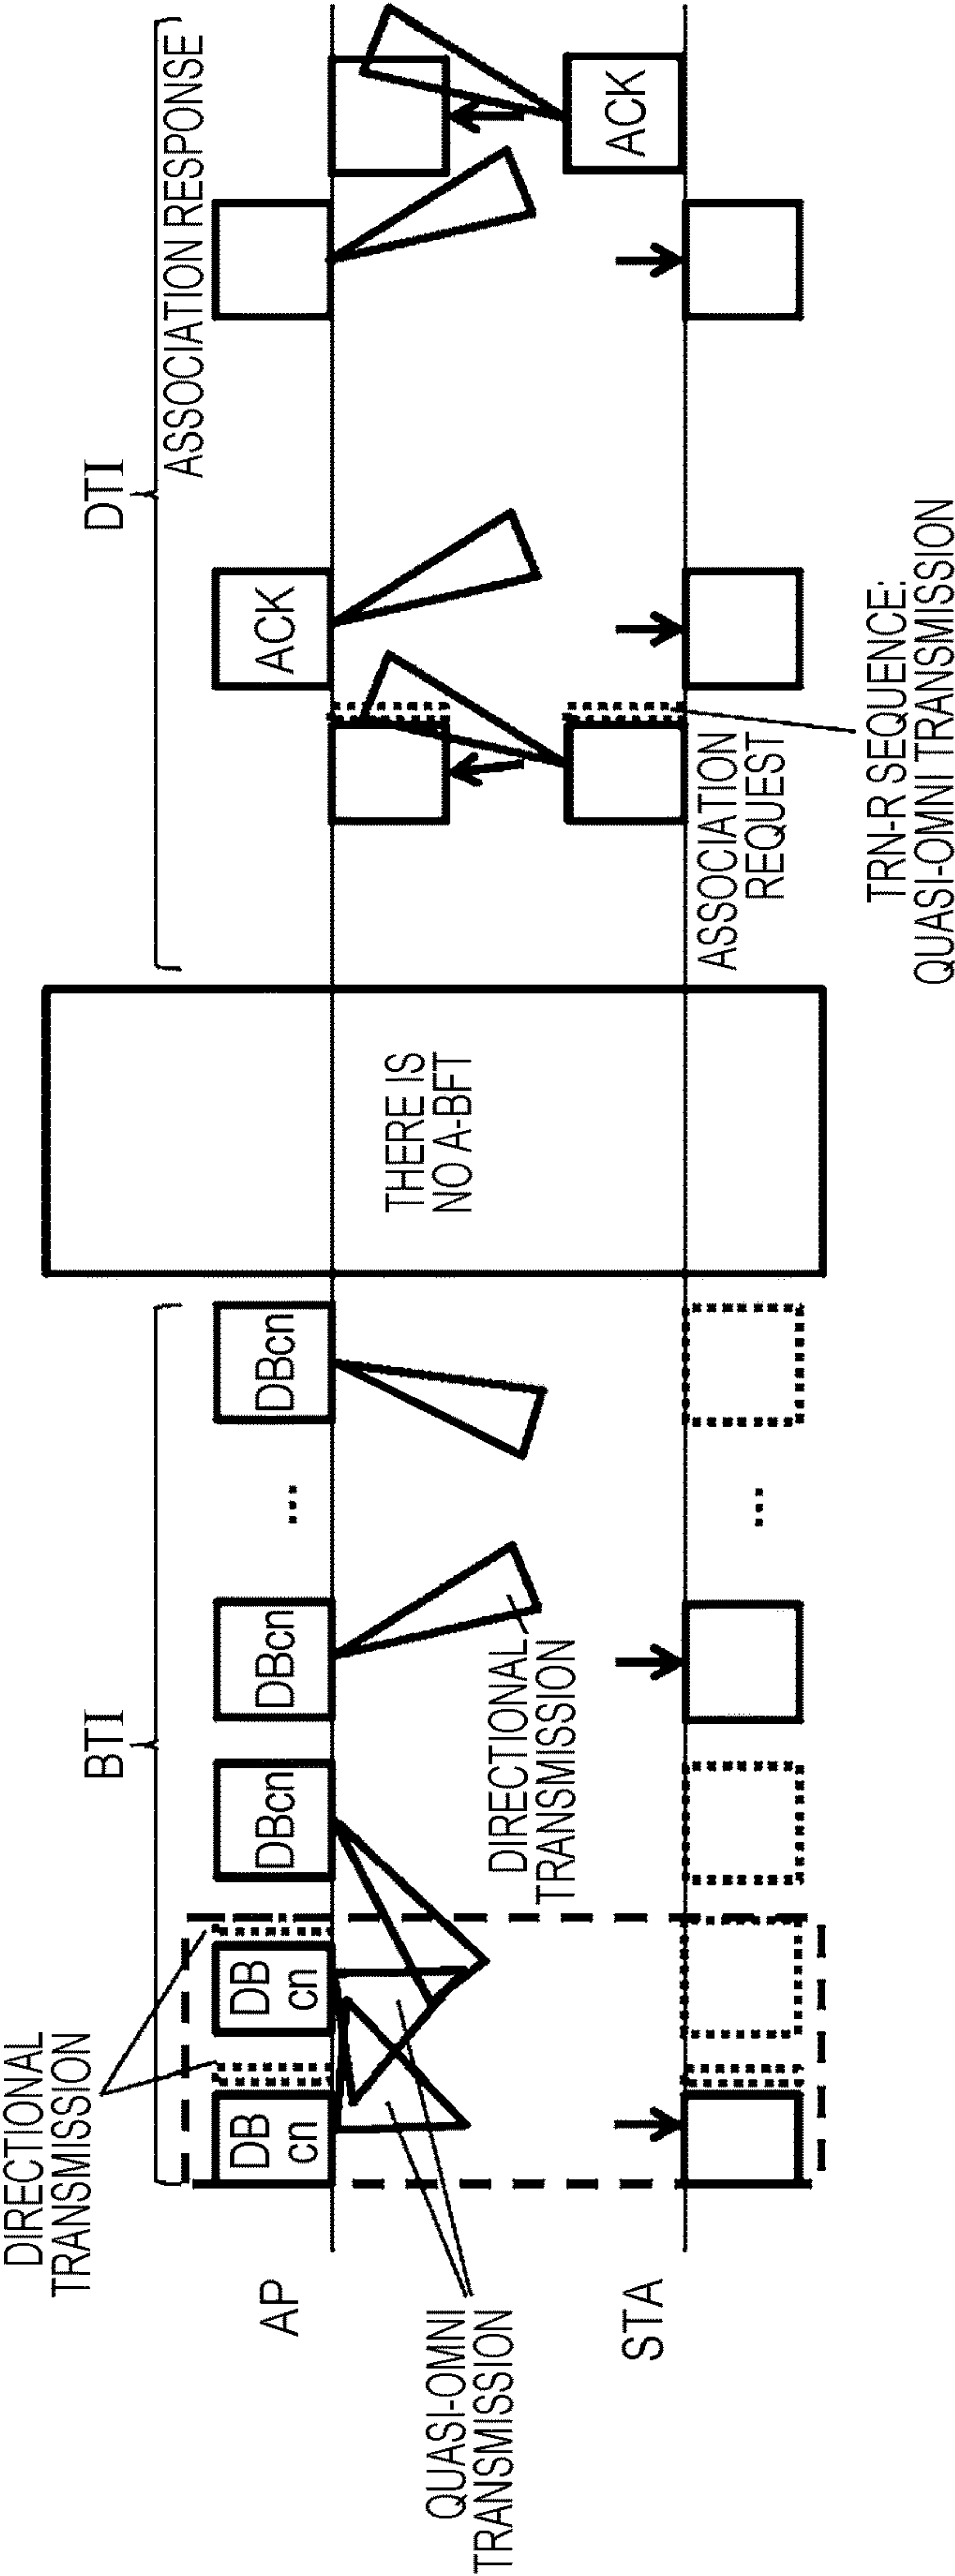 DIRECTIONAL
TRANSMISSION
BTI
DTI
ASSOCIATION RESPONSE
AP
DB
cn
DB
cn
DBcn
DBcn
...
DBcn
ACK
THERE IS
NO A-BFT
QUASI-OMNI
TRANSMISSION
DIRECTIONAL
TRANSMISSION
STA
...
ACK
ASSOCIATION
REQUEST
TRN-R SEQUENCE:
QUASI-OMNI TRANSMISSION